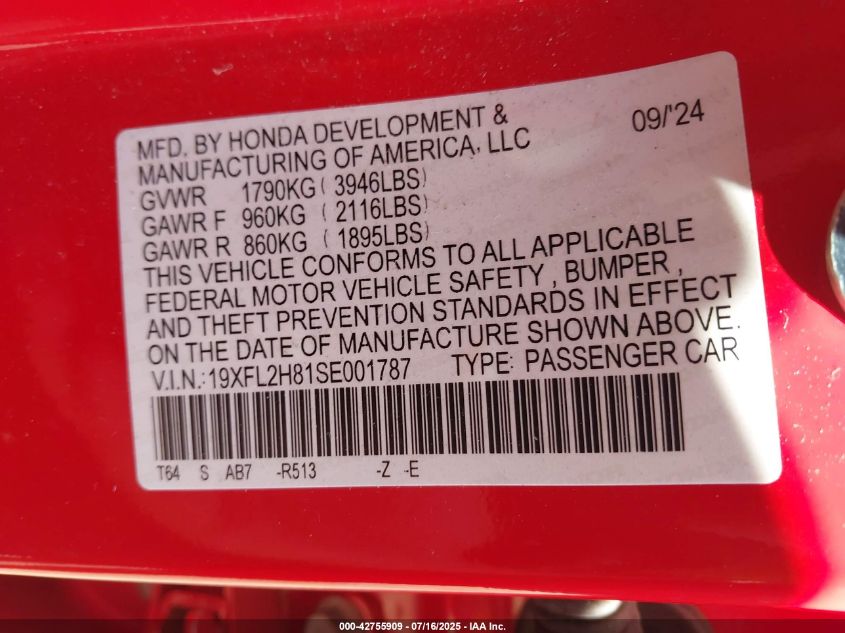 MFD. BY HONDA DEVELOPMENT & 09/'24
MANUFACTURING OF AMERICA, LLC
GVWR 1790KG ( 3946LBS)
GAWR F 960KG ( 2116LBS)
GAWR R 860KG ( 1895LBS)
THIS VEHICLE CONFORMS TO ALL APPLICABLE
FEDERAL MOTOR VEHICLE SAFETY , BUMPER ,
AND THEFT PREVENTION STANDARDS IN EFFECT
ON THE DATE OF MANUFACTURE SHOWN ABOVE.
V.I.N.:19XFL2H81SE001787 TYPE: PASSENGER CAR
T64 S AB7 -R513 -Z -E
000-42755909 - 07/16/2025 - IAA Inc.